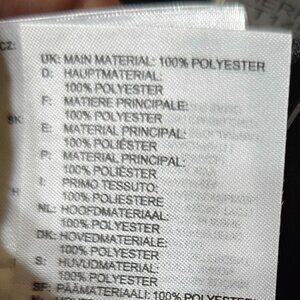 CZ:
UK: MAIN MATERIAL: 100% POLYESTER
D: HAUPTMATERIAL:
100% POLYESTER
F: MATIERE PRINCIPALE:
100% POLYESTER
SK:
E: MATERIAL PRINCIPAL:
100% POLIÉSTER
P: MATERIAL PRINCIPAL:
100% POLIÉSTER
I: PRIMO TESSUTO:
100% POLIESTERE
H
NL: HOOFDMATERIAAL:
100% POLYESTER
DK: HOVEDMATERIALE:
100% POLYESTER
S: HUVUDMATERIAL:
100% POLYESTER
SF: PÄÄMATERIAALI: 100% POLYESTER